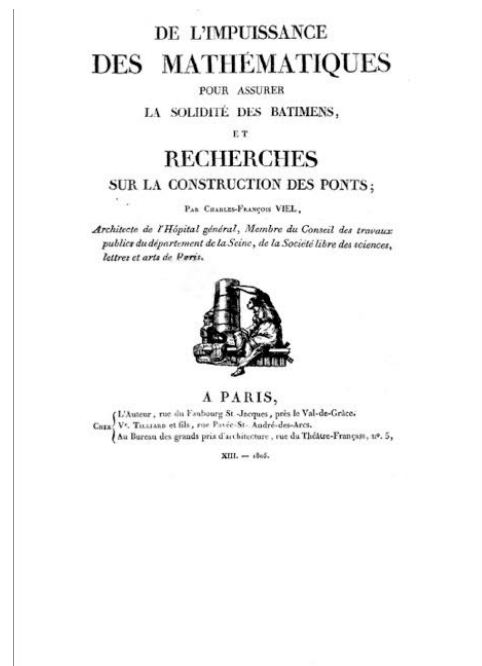 DE L'IMPUISSANCE
DES MATHÉMATIQUES
POUR ASSURER
LA SOLIDITÉ DES BATIMENS,
ET
RECHERCHES
SUR LA CONSTRUCTION DES PONTS;
PAR CHARLES-FRANÇOIS VIEL,
Architecte de l'Hôpital général, Membre du Conseil des travaux
publics du département de la Seine, de la Société libre des sciences,
lettres et arts de Paris.
A PARIS,
L'Auteur, rue du Faubourg St-Jacques, près le Val-de-Grâce.
CHEZ Ve. TILLIARD et fils, rue Pavée-St-André-des-Arcs.
Au Bureau des grands prix d'architecture, rue du Théâtre-Français, no. 5,
XIII. — 1805.